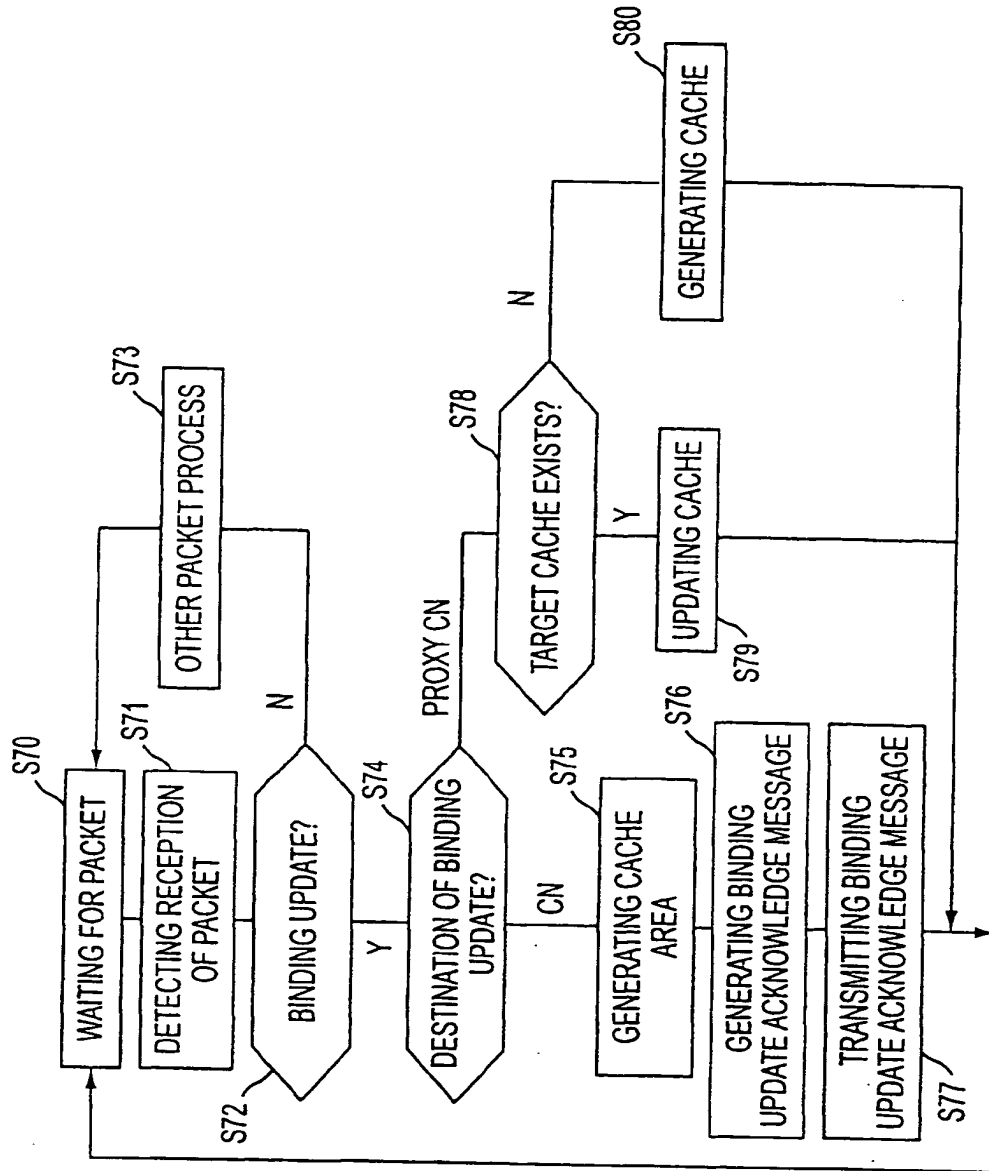 S70
WAITING FOR PACKET
S71
DETECTING RECEPTION
OF PACKET
S72
BINDING UPDATE?
N
Y
S73
OTHER PACKET PROCESS
S74
DESTINATION OF BINDING
UPDATE?
PROXY CN
CN
S75
GENERATING CACHE
AREA
S76
GENERATING BINDING
UPDATE ACKNOWLEDGE MESSAGE
TRANSMITTING BINDING
UPDATE ACKNOWLEDGE MESSAGE
S77
S78
TARGET CACHE EXISTS?
N
Y
UPDATING CACHE
S79
S80
GENERATING CACHE